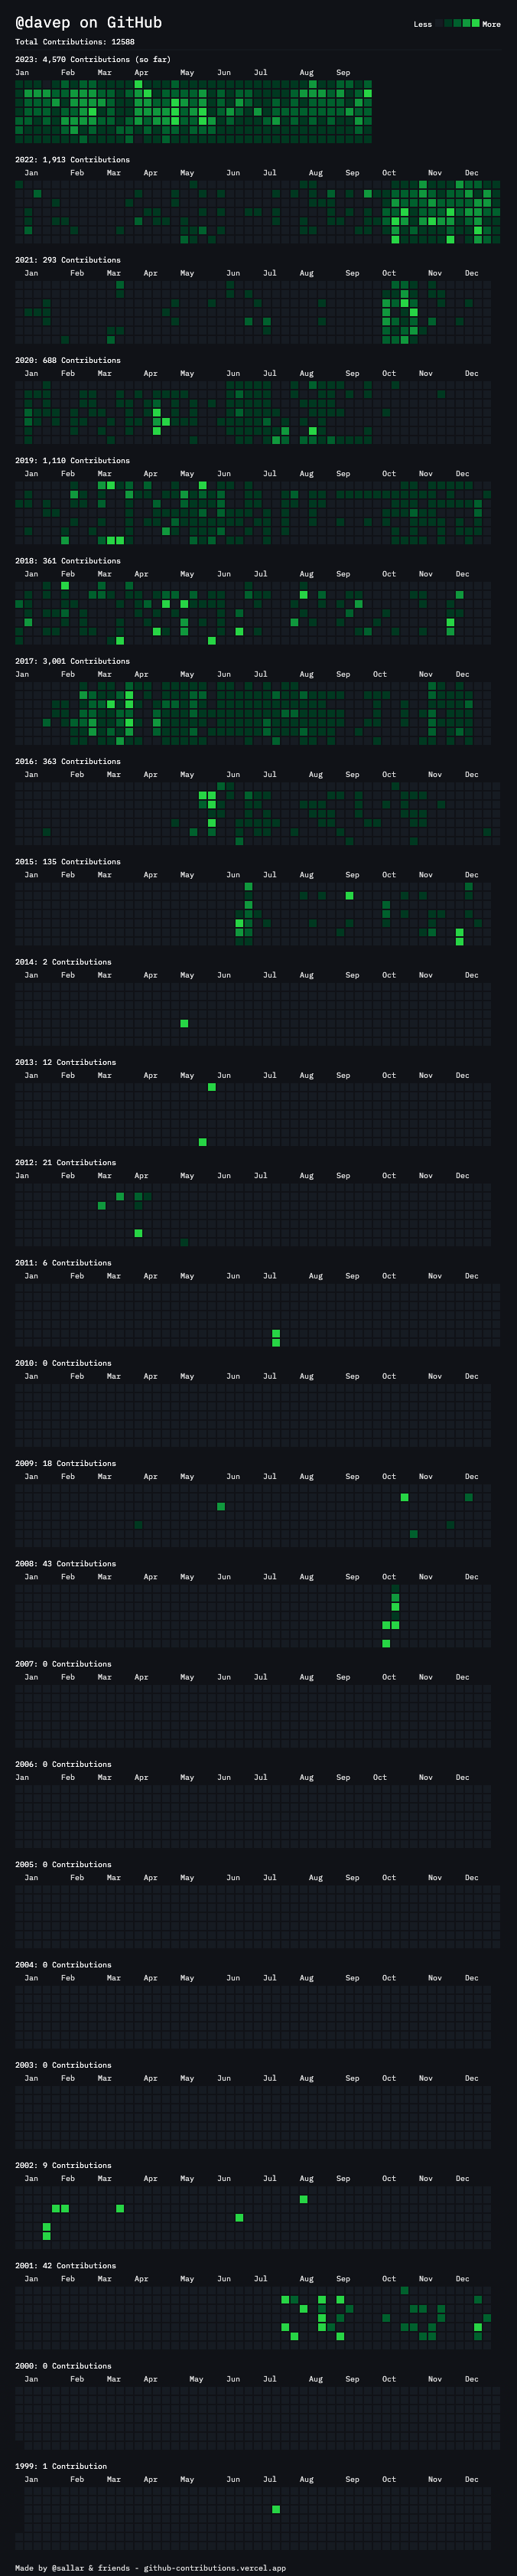 @davep on GitHub
Less More
Total Contributions: 12588
2023: 4,570 Contributions (so far)
Jan Feb Mar Apr May Jun Jul Aug Sep
2022: 1,913 Contributions
Jan Feb Mar Apr May Jun Jul Aug Sep Oct Nov Dec
2021: 293 Contributions
Jan Feb Mar Apr May Jun Jul Aug Sep Oct Nov Dec
2020: 688 Contributions
Jan Feb Mar Apr May Jun Jul Aug Sep Oct Nov Dec
2019: 1,110 Contributions
Jan Feb Mar Apr May Jun Jul Aug Sep Oct Nov Dec
2018: 361 Contributions
Jan Feb Mar Apr May Jun Jul Aug Sep Oct Nov Dec
2017: 3,001 Contributions
Jan Feb Mar Apr May Jun Jul Aug Sep Oct Nov Dec
2016: 363 Contributions
Jan Feb Mar Apr May Jun Jul Aug Sep Oct Nov Dec
2015: 135 Contributions
Jan Feb Mar Apr May Jun Jul Aug Sep Oct Nov Dec
2014: 2 Contributions
Jan Feb Mar Apr May Jun Jul Aug Sep Oct Nov Dec
2013: 12 Contributions
Jan Feb Mar Apr May Jun Jul Aug Sep Oct Nov Dec
2012: 21 Contributions
Jan Feb Mar Apr May Jun Jul Aug Sep Oct Nov Dec
2011: 6 Contributions
Jan Feb Mar Apr May Jun Jul Aug Sep Oct Nov Dec
2010: 0 Contributions
Jan Feb Mar Apr May Jun Jul Aug Sep Oct Nov Dec
2009: 18 Contributions
Jan Feb Mar Apr May Jun Jul Aug Sep Oct Nov Dec
2008: 43 Contributions
Jan Feb Mar Apr May Jun Jul Aug Sep Oct Nov Dec
2007: 0 Contributions
Jan Feb Mar Apr May Jun Jul Aug Sep Oct Nov Dec
2006: 0 Contributions
Jan Feb Mar Apr May Jun Jul Aug Sep Oct Nov Dec
2005: 0 Contributions
Jan Feb Mar Apr May Jun Jul Aug Sep Oct Nov Dec
2004: 0 Contributions
Jan Feb Mar Apr May Jun Jul Aug Sep Oct Nov Dec
2003: 0 Contributions
Jan Feb Mar Apr May Jun Jul Aug Sep Oct Nov Dec
2002: 9 Contributions
Jan Feb Mar Apr May Jun Jul Aug Sep Oct Nov Dec
2001: 42 Contributions
Jan Feb Mar Apr May Jun Jul Aug Sep Oct Nov Dec
2000: 0 Contributions
Jan Feb Mar Apr May Jun Jul Aug Sep Oct Nov Dec
1999: 1 Contribution
Jan Feb Mar Apr May Jun Jul Aug Sep Oct Nov Dec
Made by @sallar & friends - github-contributions.vercel.app